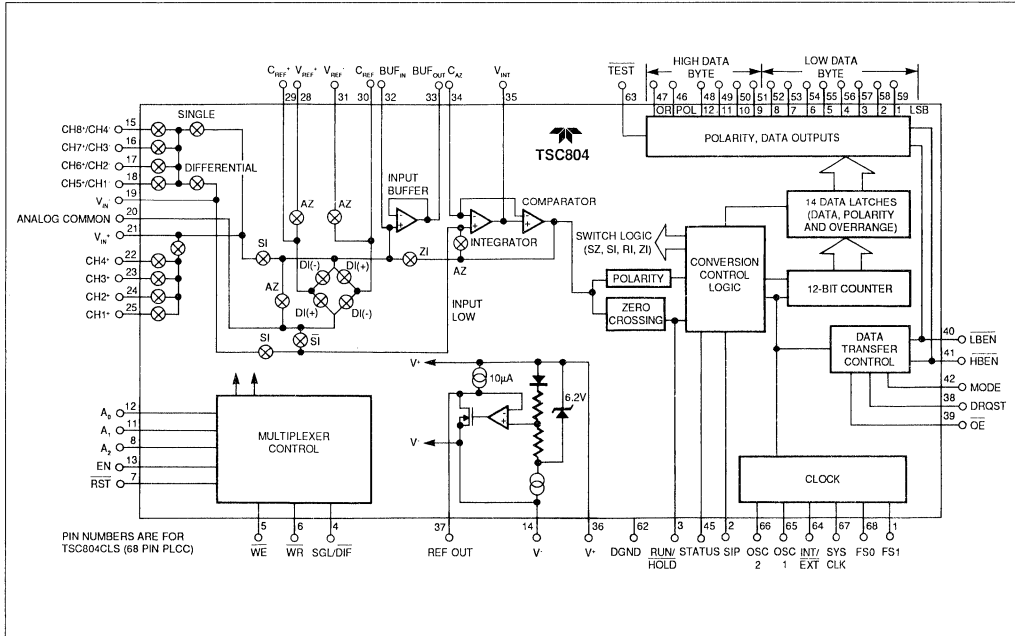 HIGH DATA BYTE
LOW DATA BYTE
C_REF⁺ V_REF⁺ V_REF⁻ C_REF⁻ BUF_IN BUF_OUT C_AZ V_INT
TEST
29 28 31 30 32 33 34 35 63
47 46 48 49 50 51 52 53 54 55 56 57 58 59
OR POL 12 11 10 9 8 7 6 5 4 3 2 1 LSB
POLARITY, DATA OUTPUTS
TSC804
15 CH8⁺/CH4⁻
16 CH7⁺/CH3⁻
17 CH6⁺/CH2⁻
18 CH5⁺/CH1⁻
19 V_IN⁻
20 ANALOG COMMON
21 V_IN⁺
22 CH4⁺
23 CH3⁺
24 CH2⁺
25 CH1⁺
SINGLE
DIFFERENTIAL
AZ
AZ
INPUT BUFFER
COMPARATOR
INTEGRATOR
AZ
SI
ZI
DI(-) DI(+)
DI(+) DI(-)
AZ
SI
SI
INPUT LOW
SWITCH LOGIC
(SZ, SI, RI, ZI)
14 DATA LATCHES
(DATA, POLARITY
AND OVERRANGE)
CONVERSION
CONTROL
LOGIC
POLARITY
ZERO
CROSSING
12-BIT COUNTER
DATA
TRANSFER
CONTROL
40 LBEN
41 HBEN
42 MODE
38 DRQST
39 OE
V⁺
10µA
6.2V
V⁻
12 A₀
11 A₁
8 A₂
13 EN
7 RST
MULTIPLEXER
CONTROL
CLOCK
5 6 4 37 14 36 62 3 45 2 66 65 64 67 68 1
WE WR SGL/DIF REF OUT V⁻ V⁺ DGND RUN/HOLD STATUS SIP OSC 2 OSC 1 INT/EXT SYS CLK FS0 FS1
PIN NUMBERS ARE FOR
TSC804CLS (68 PIN PLCC)